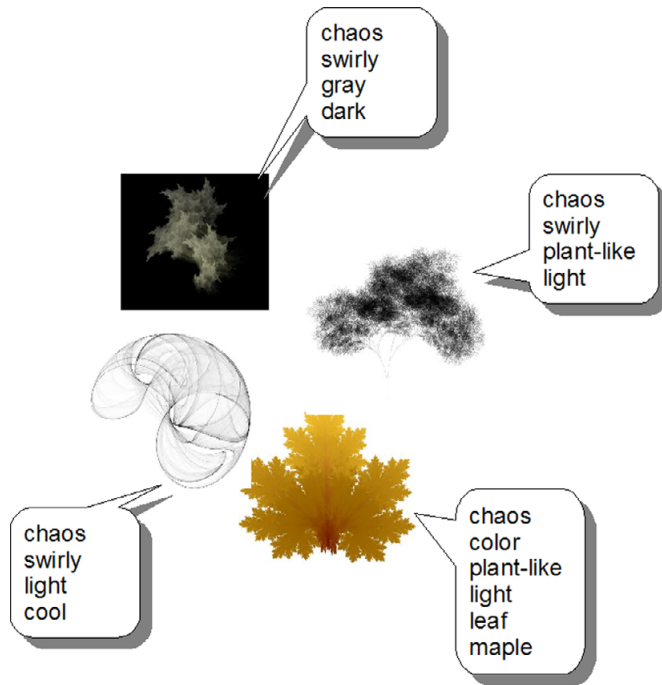 chaos
swirly
gray
dark
chaos
swirly
plant-like
light
chaos
swirly
light
cool
chaos
color
plant-like
light
leaf
maple